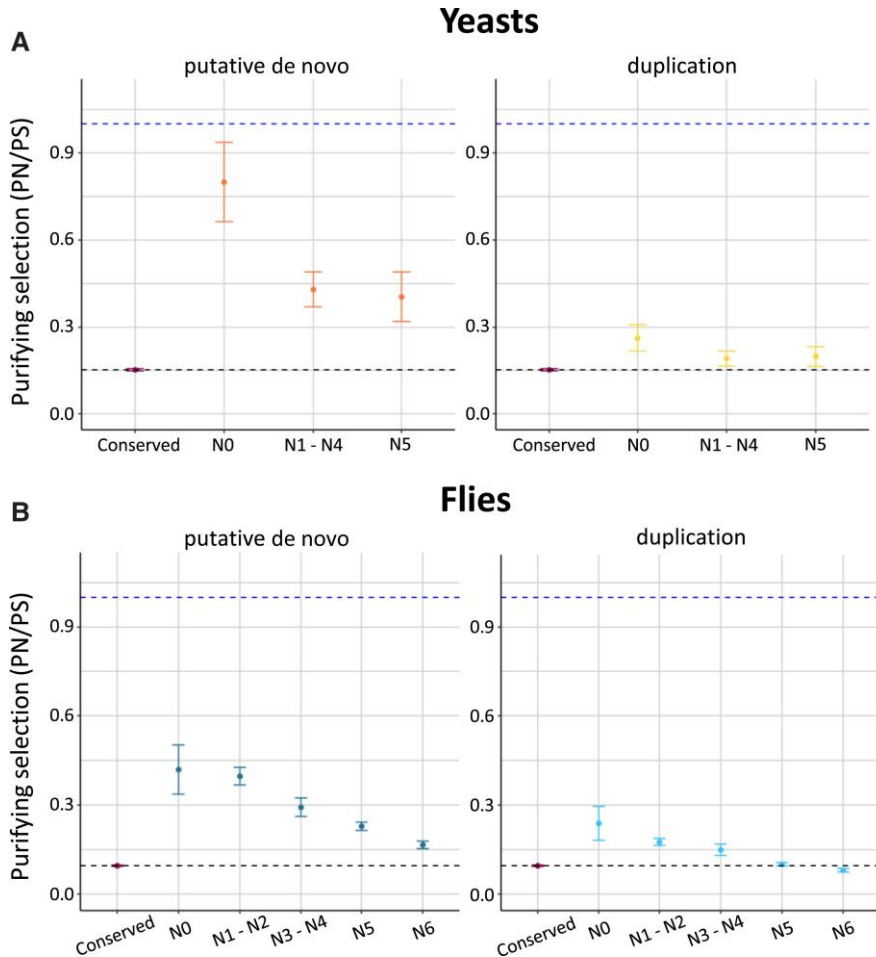 Yeasts
A
putative de novo
duplication
Purifying selection (PN/PS)
0.9
0.6
0.3
0.0
Conserved
N0
N1 - N4
N5
0.9
0.6
0.3
0.0
Conserved
N0
N1 - N4
N5
Flies
B
putative de novo
duplication
Purifying selection (PN/PS)
0.9
0.6
0.3
0.0
Conserved
N0
N1 - N2
N3 - N4
N5
N6
0.9
0.6
0.3
0.0
Conserved
N0
N1 - N2
N3 - N4
N5
N6